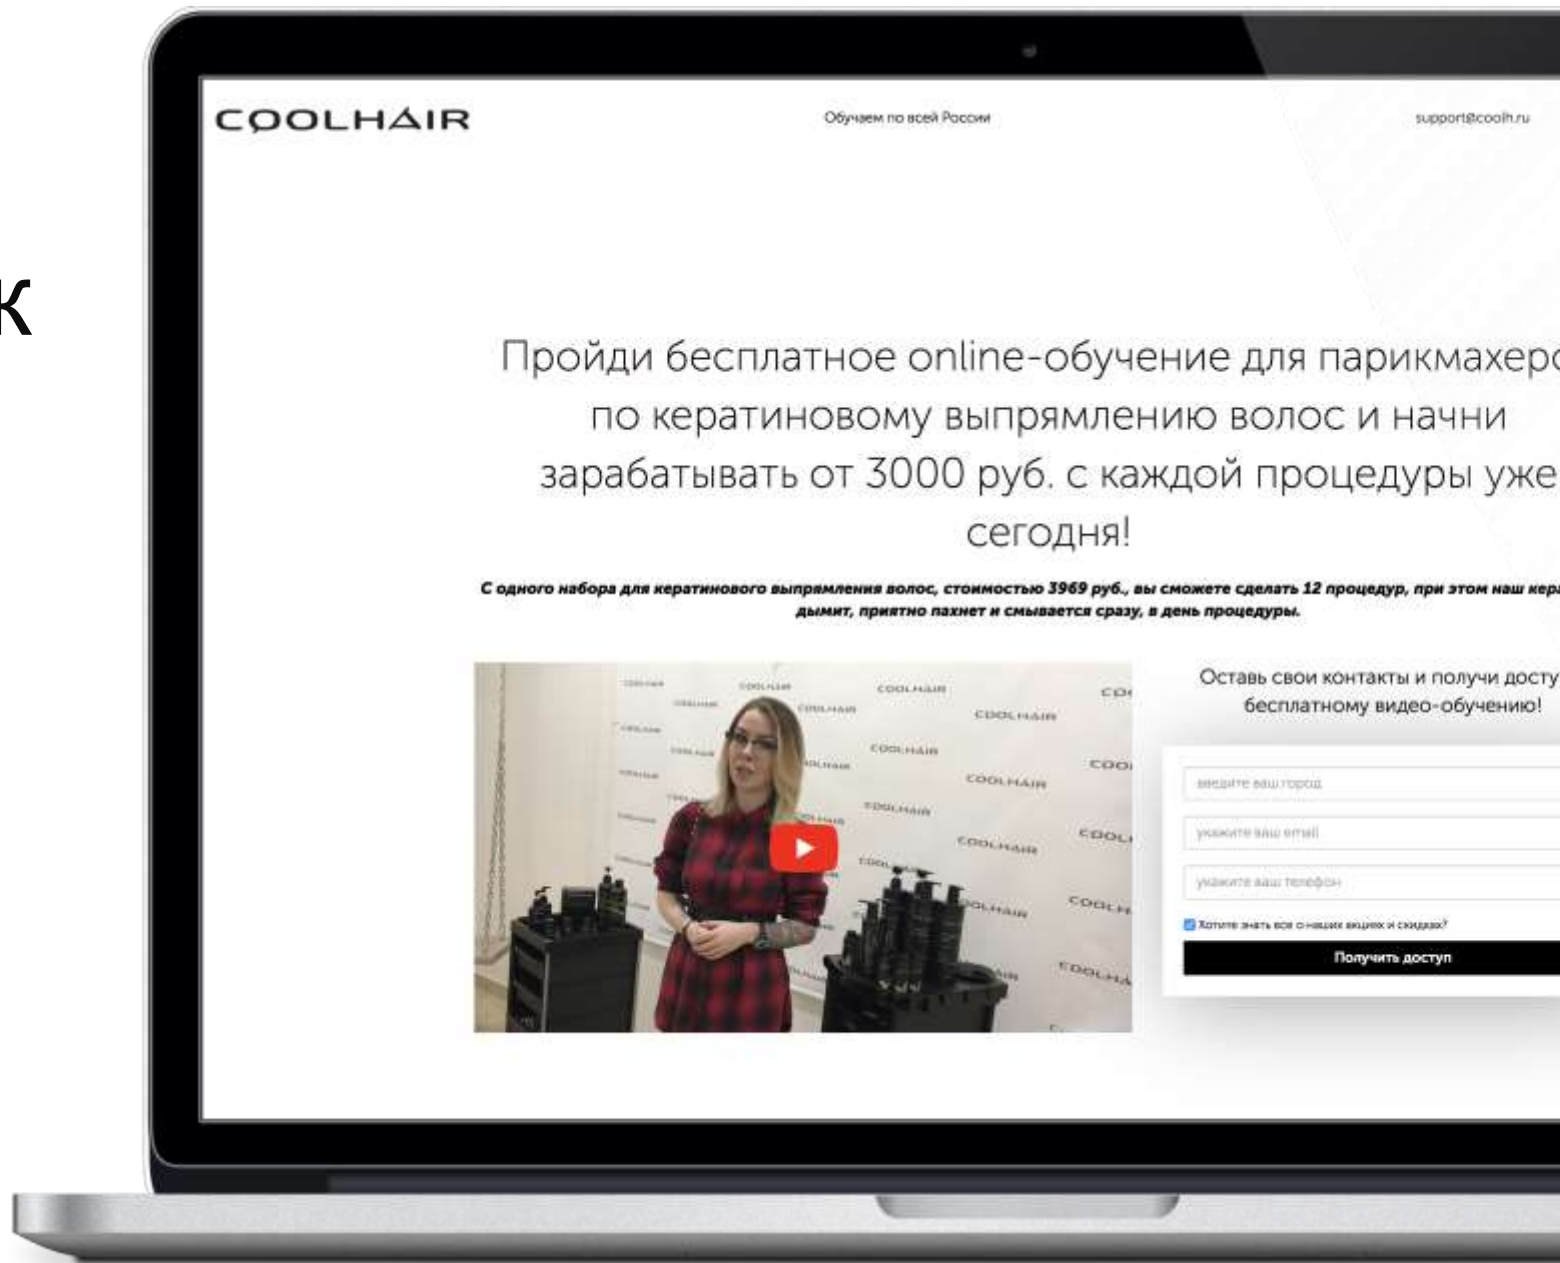 COOLHAIR
Обучаем по всей России
support@coolh.ru
к
Пройди бесплатное online-обучение для парикмахеро
по кератиновому выпрямлению волос и начни
зарабатывать от 3000 руб. с каждой процедуры уже
сегодня!
С одного набора для кератинового выпрямления волос, стоимостью 3969 руб., вы сможете сделать 12 процедур, при этом наш кера
дымит, приятно пахнет и смывается сразу, в день процедуры.
COOLHAIR
Оставь свои контакты и получи досту
бесплатному видео-обучению!
введите ваш город
укажите ваш email
укажите ваш телефон
Хотите знать все о наших акциях и скидках?
Получить доступ